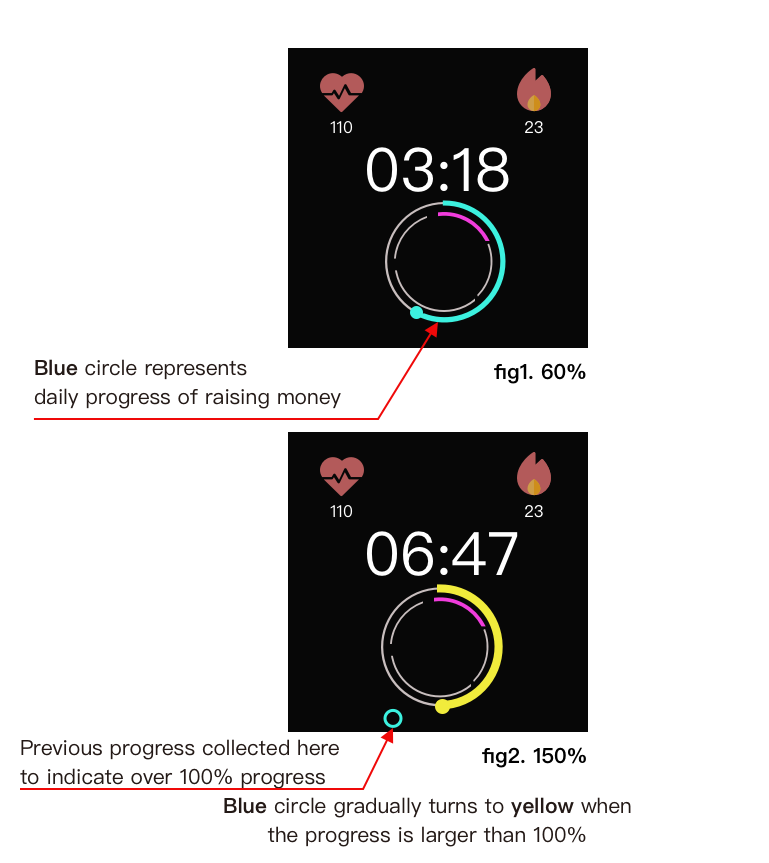 110
23
03:18
Blue circle represents
daily progress of raising money
fig1. 60%
110
23
06:47
Previous progress collected here
to indicate over 100% progress
fig2. 150%
Blue circle gradually turns to yellow when
the progress is larger than 100%